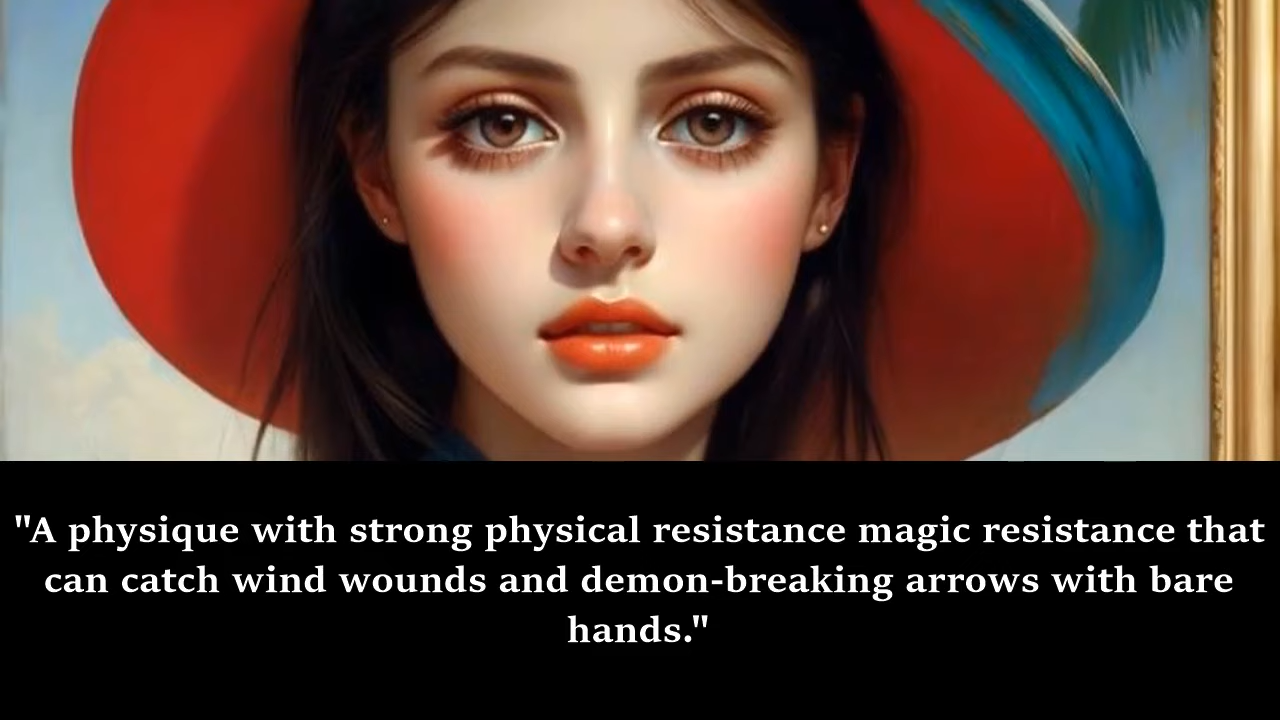 "A physique with strong physical resistance magic resistance that
can catch wind wounds and demon-breaking arrows with bare
hands."